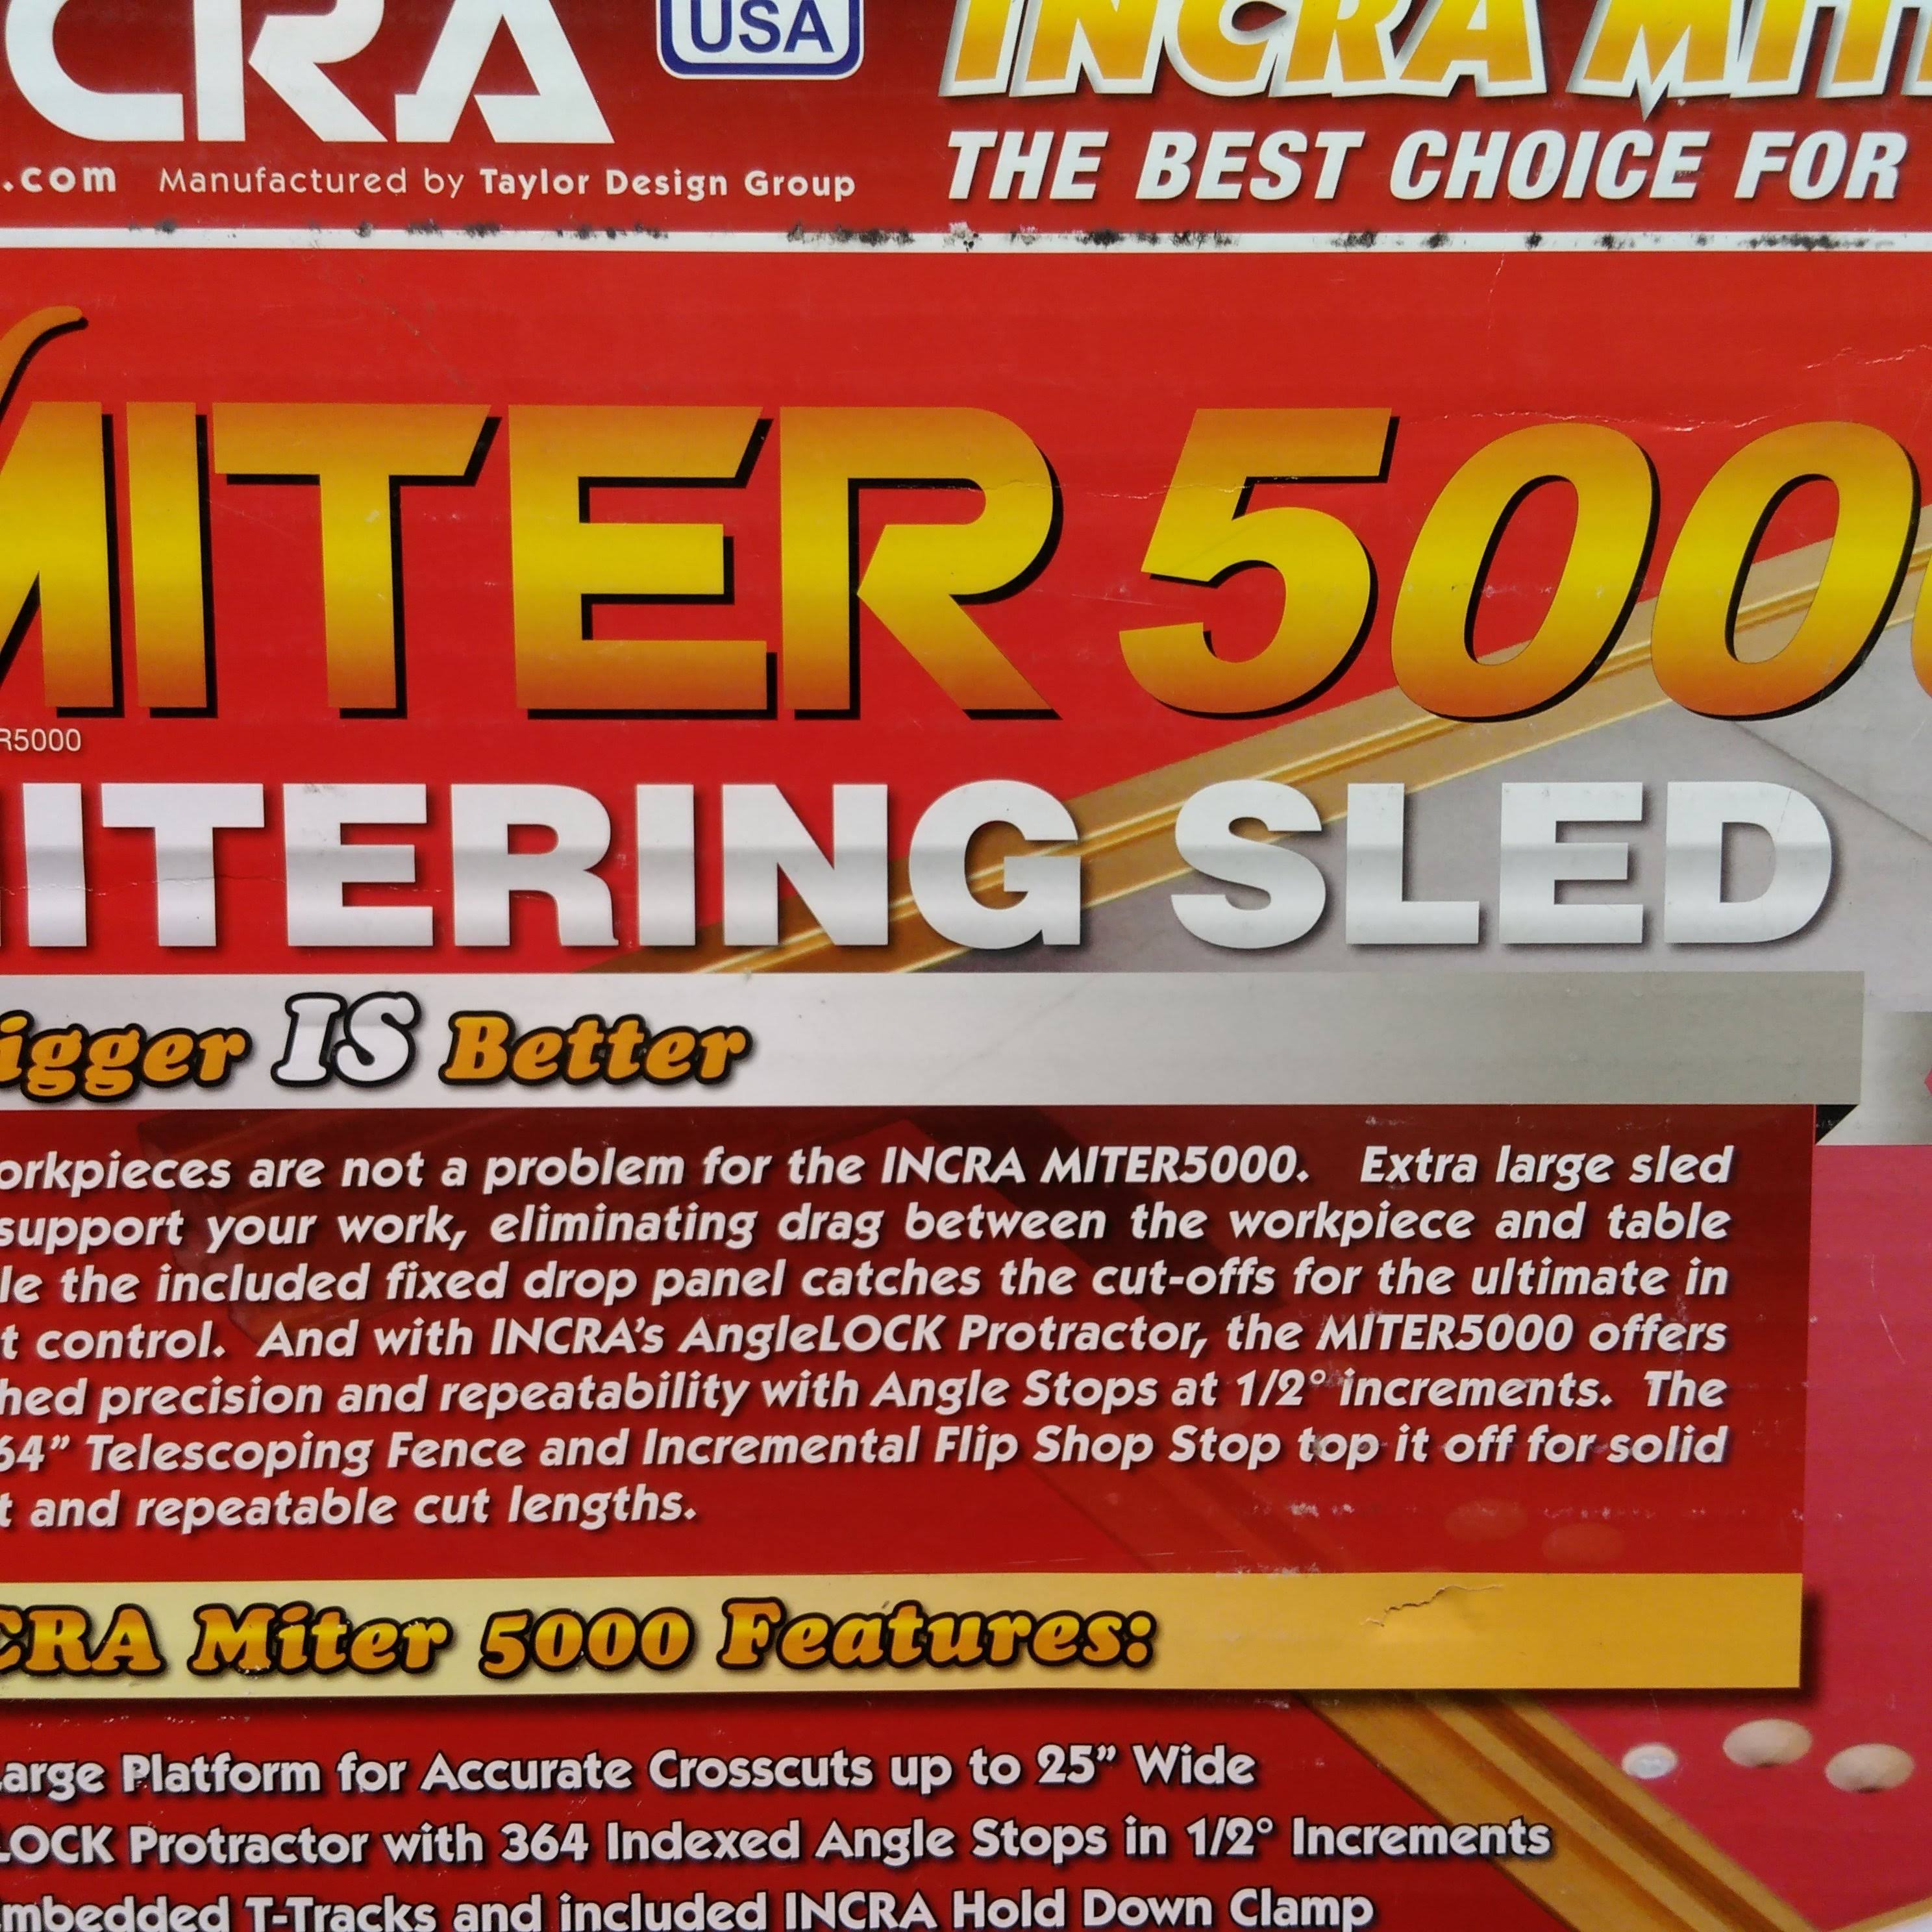 CRA
USA
INCRA MIT
.com Manufactured by Taylor Design Group
THE BEST CHOICE FOR
MITER 500
R5000
ITERING SLED
igger IS Better
orkpieces are not a problem for the INCRA MITER5000. Extra large sled
support your work, eliminating drag between the workpiece and table
le the included fixed drop panel catches the cut-offs for the ultimate in
t control. And with INCRA's AngleLOCK Protractor, the MITER5000 offers
hed precision and repeatability with Angle Stops at 1/2° increments. The
64" Telescoping Fence and Incremental Flip Shop Stop top it off for solid
t and repeatable cut lengths.
CRA Miter 5000 Features:
arge Platform for Accurate Crosscuts up to 25" Wide
LOCK Protractor with 364 Indexed Angle Stops in 1/2° Increments
mbedded T-Tracks and included INCRA Hold Down Clamp